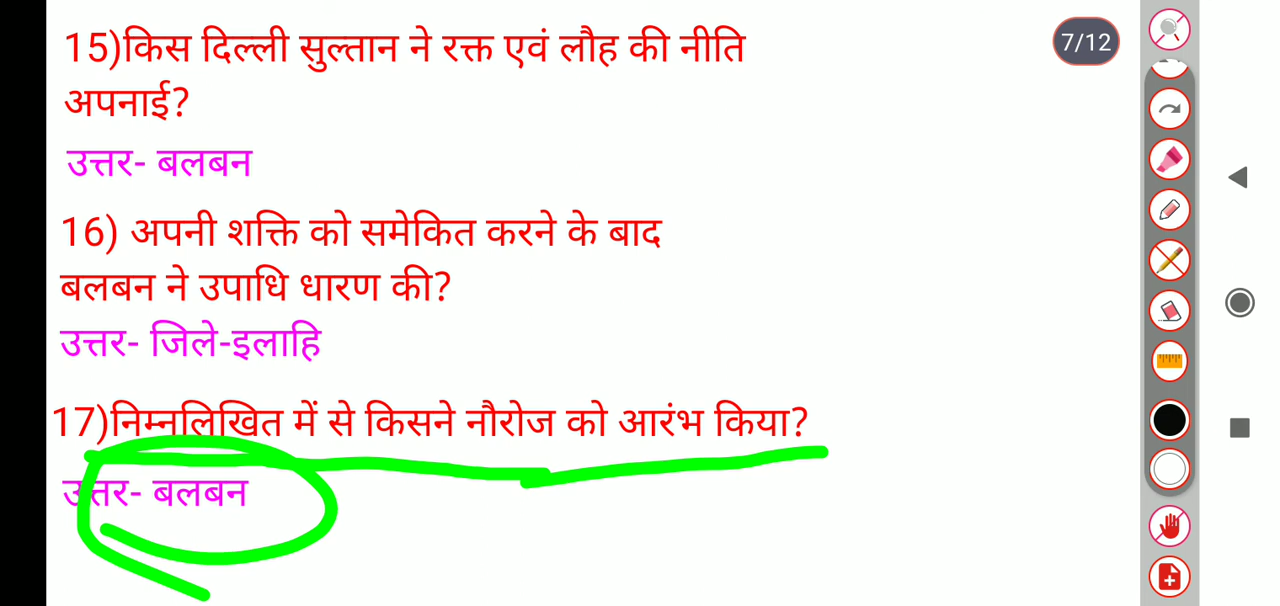 15)किस दिल्ली सुल्तान ने रक्त एवं लौह की नीति
7/12
अपनाई?
उत्तर- बलबन
16) अपनी शक्ति को समेकित करने के बाद
बलबन ने उपाधि धारण की?
उत्तर- जिले-इलाहि
17)निम्नलिखित में से किसने नौरोज को आरंभ किया?
उत्तर- बलबन